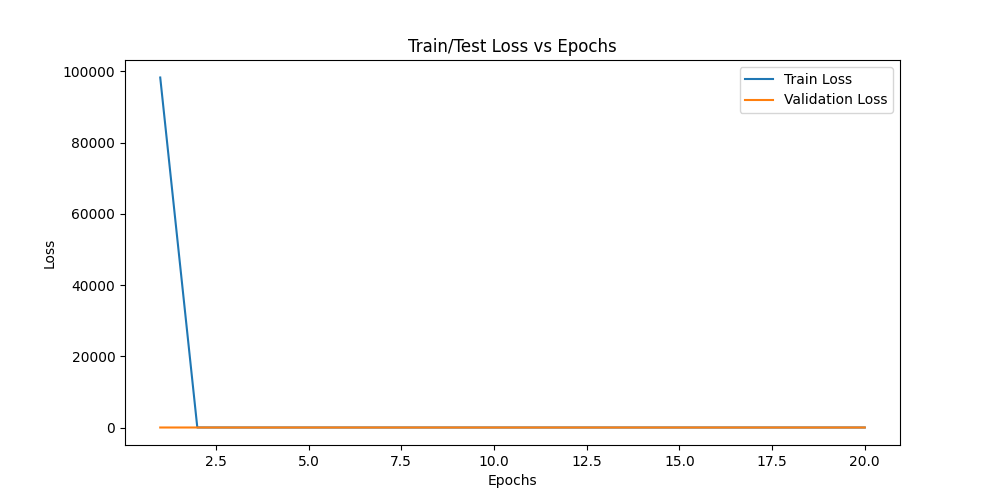 Train/Test Loss vs Epochs
Train Loss
Validation Loss
100000
80000
60000
40000
20000
0
Loss
2.5 5.0 7.5 10.0 12.5 15.0 17.5 20.0
Epochs